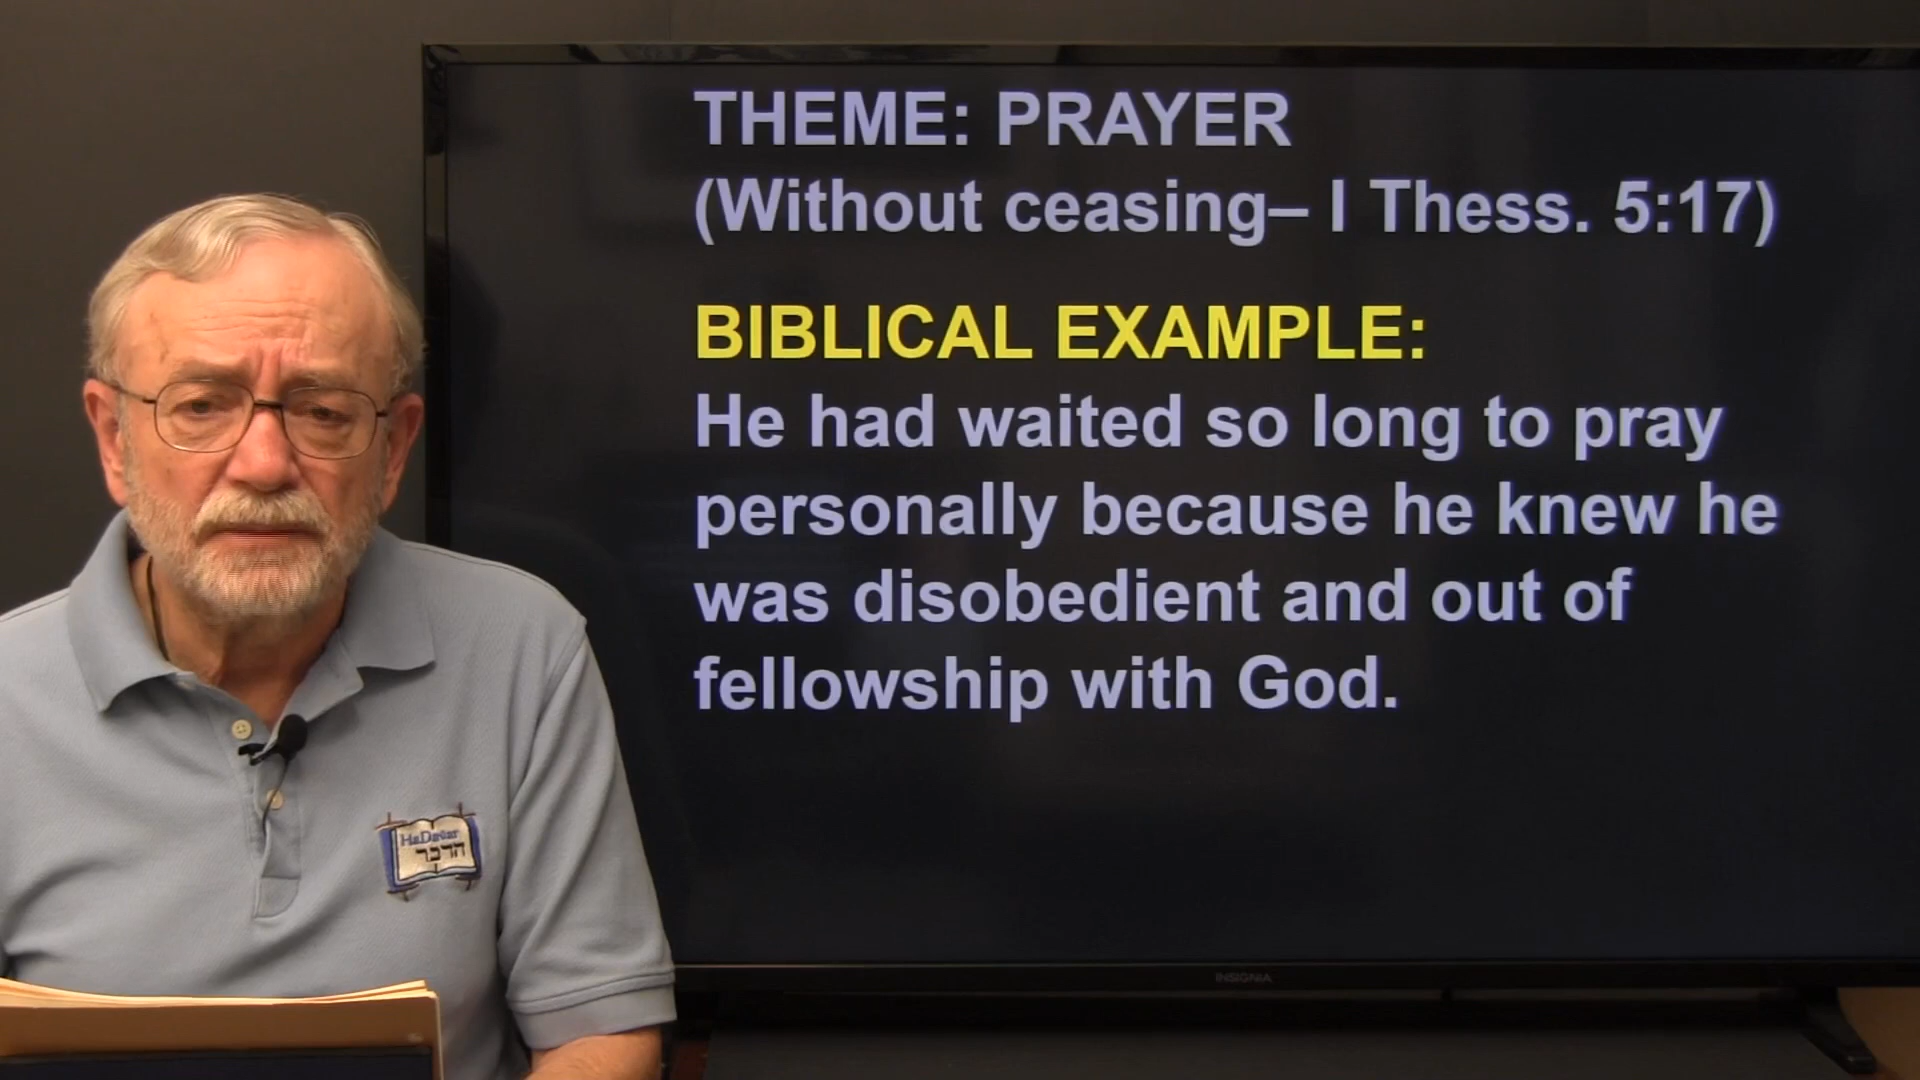 THEME: PRAYER
(Without ceasing– I Thess. 5:17)
BIBLICAL EXAMPLE:
He had waited so long to pray
personally because he knew he
was disobedient and out of
fellowship with God.
HaDavar
הדבר
INSIGNIA